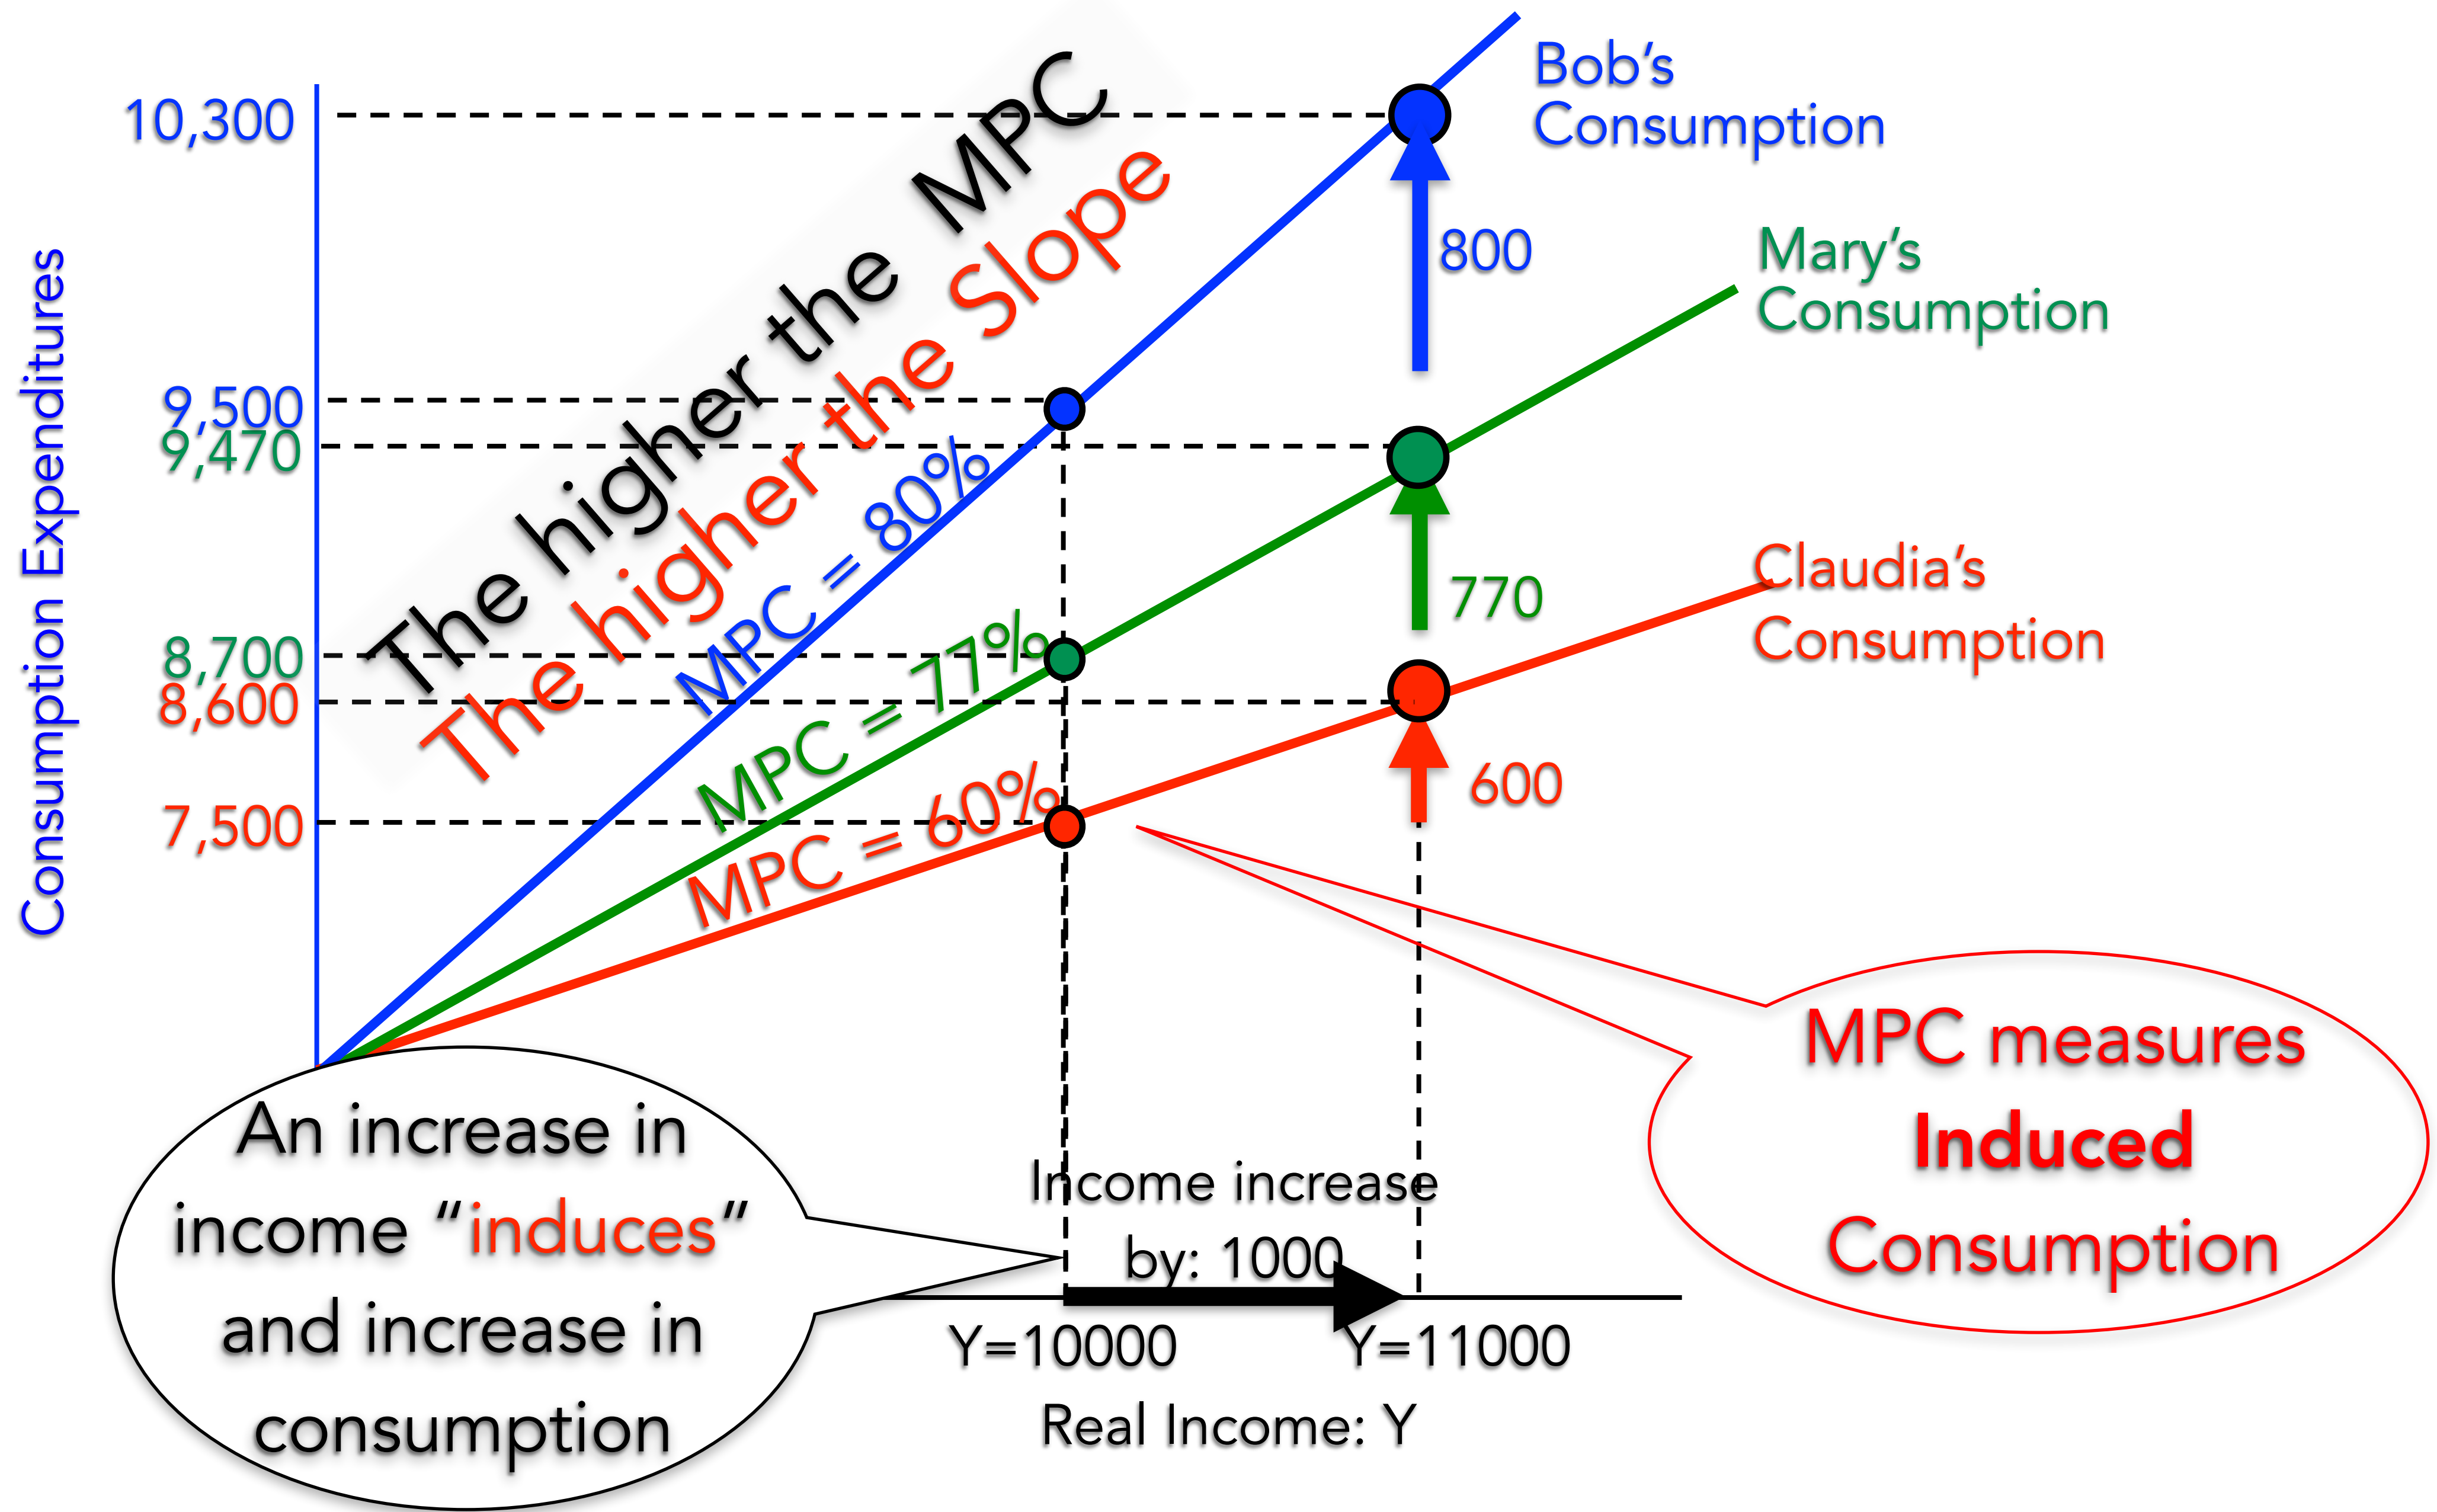 The higher the MPC
The higher the Slope
Bob’s
Consumption
10,300
800
Mary’s
Consumption
Consumption Expenditures
9,500
9,470
MPC = 80%
770
Claudia’s
Consumption
8,700
8,600
MPC = 77%
7,500
MPC = 60%
600
MPC measures
Induced
Consumption
An increase in
income “induces”
and increase in
consumption
Income increase
by: 1000
Y=10000
Y=11000
Real Income: Y